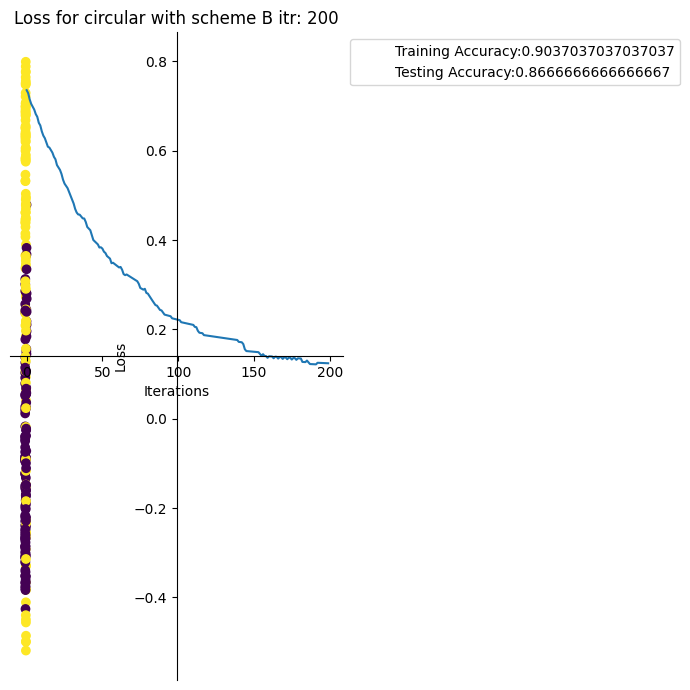 Loss for circular with scheme B itr: 200
Training Accuracy:0.9037037037037037
Testing Accuracy:0.8666666666666667
0.8
0.6
0.4
0.2
0.0
−0.2
−0.4
Loss
0 50 100 150 200
Iterations